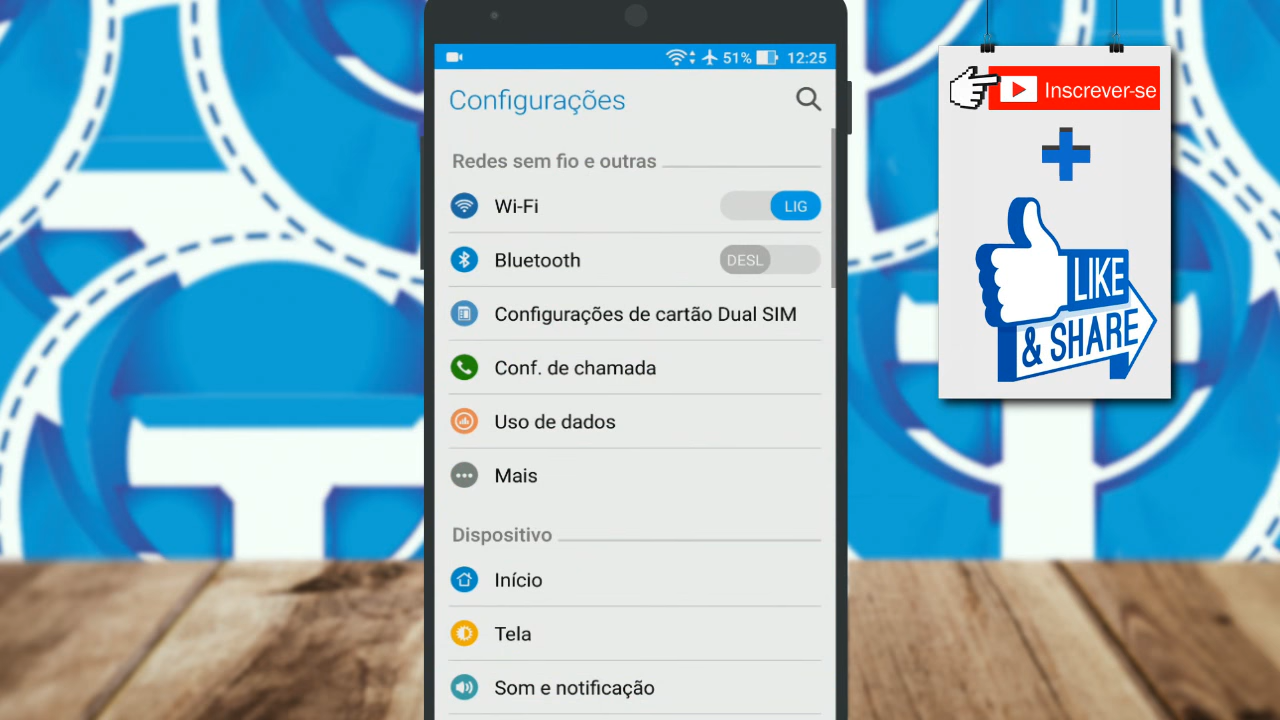 51% 12:25
Configurações
Redes sem fio e outras
Wi-Fi LIG
Bluetooth DESL
Configurações de cartão Dual SIM
Conf. de chamada
Uso de dados
Mais
Dispositivo
Início
Tela
Som e notificação
Inscrever-se
LIKE
& SHARE